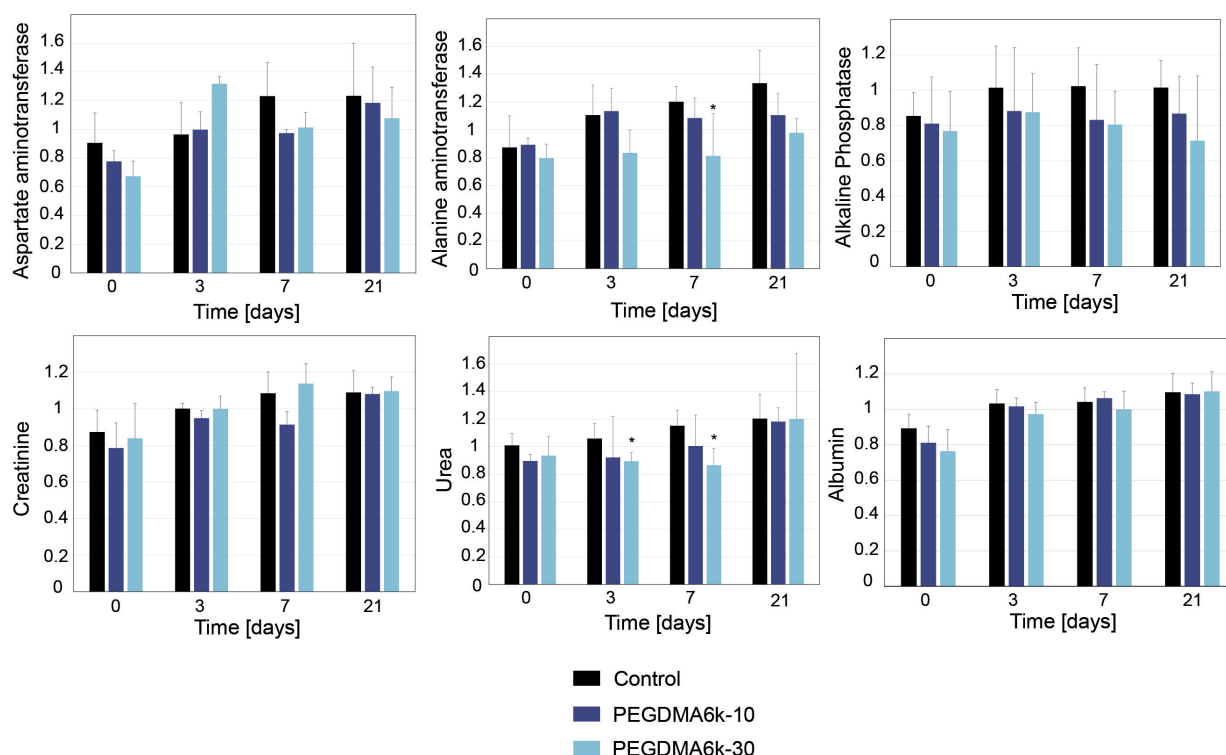 Aspartate aminotransferase
1.6
1.4
1.2
1
0.8
0.6
0.4
0.2
0
0 3 7 21
Time [days]
Alanine aminotransferase
1.6
1.4
1.2
1
0.8
0.6
0.4
0.2
0
*
0 3 7 21
Time [days]
Alkaline Phosphatase
1.2
1
0.8
0.6
0.4
0.2
0
0 3 7 21
Time [days]
Creatinine
1.2
1
0.8
0.6
0.4
0.2
0
0 3 7 21
Time [days]
Urea
1.6
1.4
1.2
1
0.8
0.6
0.4
0.2
0
* *
0 3 7 21
Time [days]
Albumin
1.2
1
0.8
0.6
0.4
0.2
0
0 3 7 21
Time [days]
Control
PEGDMA6k-10
PEGDMA6k-30